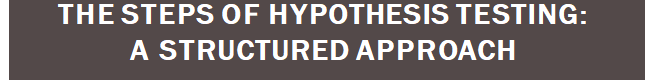 THE STEPS OF HYPOTHESIS TESTING:
A STRUCTURED APPROACH